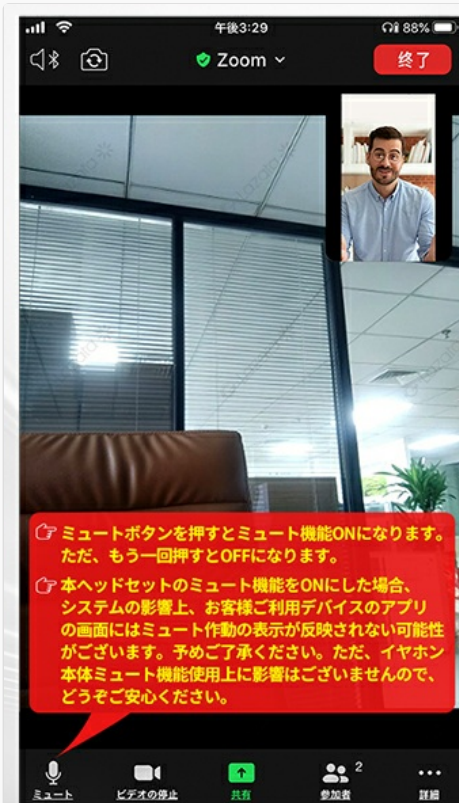 午後3:29
88%
Zoom
终了
☞ ミュートボタンを押すとミュート機能ONになります。
ただ、もう一回押すとOFFになります。
☞ 本ヘッドセットのミュート機能をONにした場合、
システムの影響上、お客様ご利用デバイスのアプリ
の画面にはミュート作動の表示が反映されない可能性
がございます。予めご了承ください。ただ、イヤホン
本体ミュート機能使用上に影響はございませんので、
どうぞご安心ください。
2
ミュート
ビデオの停止
共有
参加者
詳細